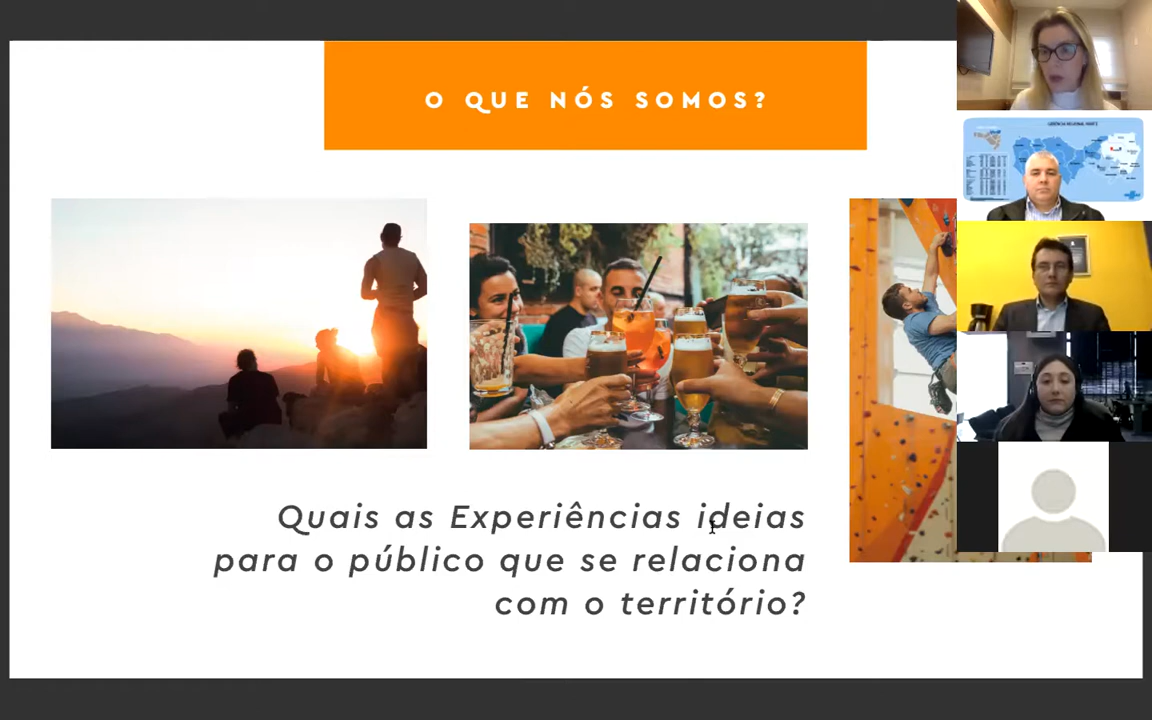 O QUE NÓS SOMOS?
Quais as Experiências ideias
para o público que se relaciona
com o território?